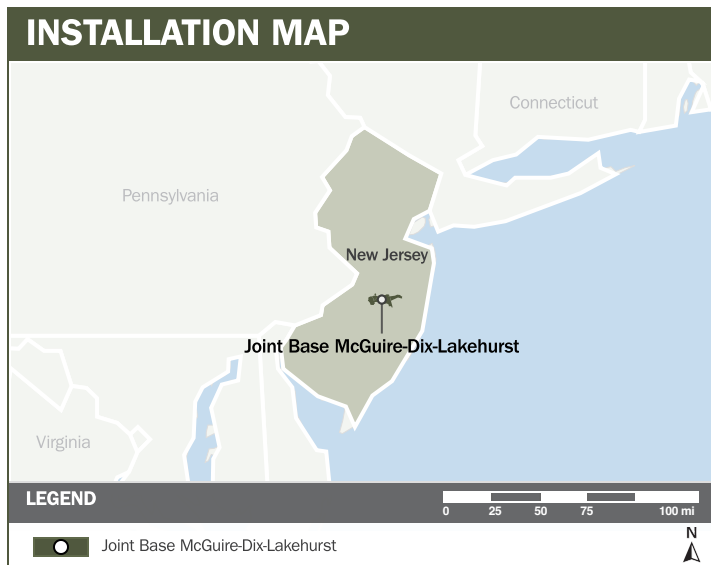 INSTALLATION MAP
Connecticut
Pennsylvania
New Jersey
Joint Base McGuire-Dix-Lakehurst
Virginia
LEGEND
0 25 50 75 100 mi
Joint Base McGuire-Dix-Lakehurst
N